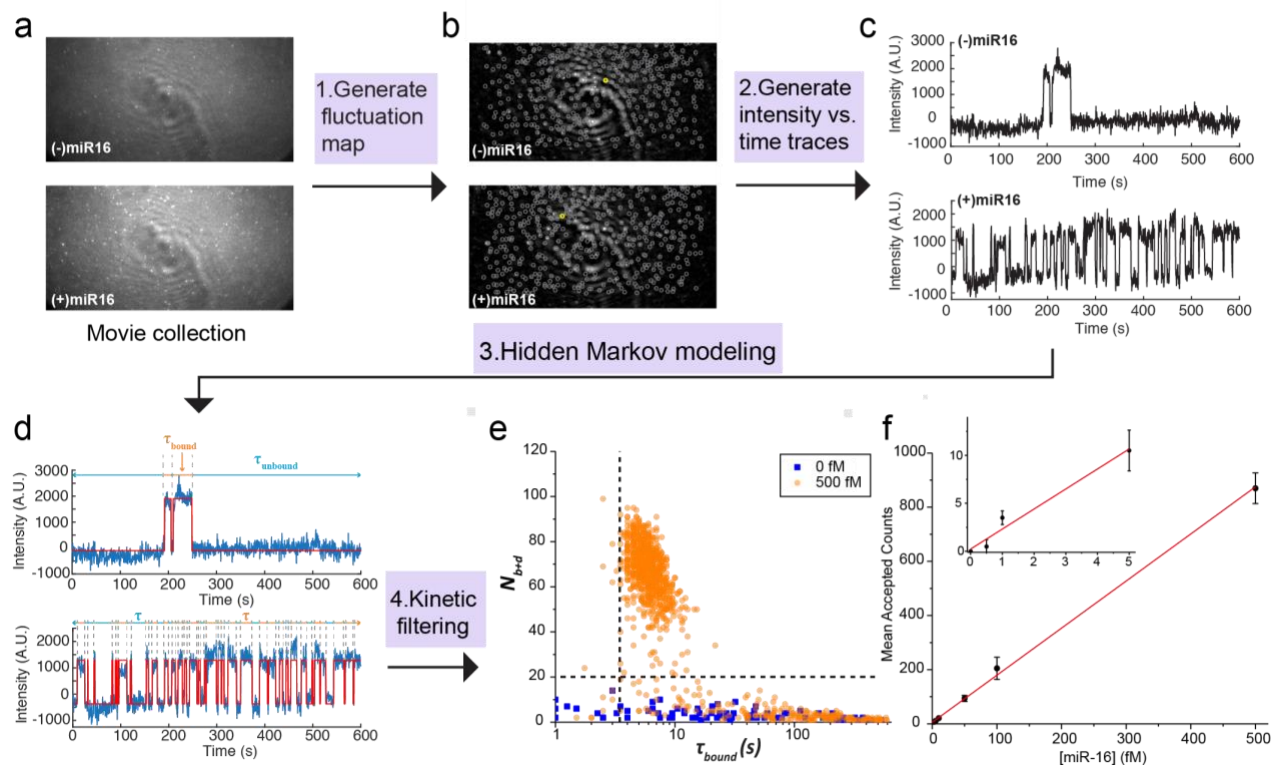 a
(-)miR16
(+)miR16
Movie collection
1.Generate
fluctuation
map
b
(-)miR16
(+)miR16
2.Generate
intensity vs.
time traces
c
(-)miR16
Intensity (A.U.)
3000
2000
1000
0
-1000
0 100 200 300 400 500 600
Time (s)
(+)miR16
Intensity (A.U.)
3000
2000
1000
0
-1000
0 100 200 300 400 500 600
Time (s)
3.Hidden Markov modeling
d
τbound
τunbound
Intensity (A.U.)
3000
2000
1000
0
-1000
0 100 200 300 400 500 600
Time (s)
τ τ
Intensity (A.U.)
3000
2000
1000
0
-1000
0 100 200 300 400 500 600
Time (s)
4.Kinetic
filtering
e
Nb+d
120
100
80
60
40
20
0
1 10 100
τbound (s)
0 fM
500 fM
f
Mean Accepted Counts
1000
800
600
400
200
0
0 100 200 300 400 500
[miR-16] (fM)
10
5
0
0 1 2 3 4 5